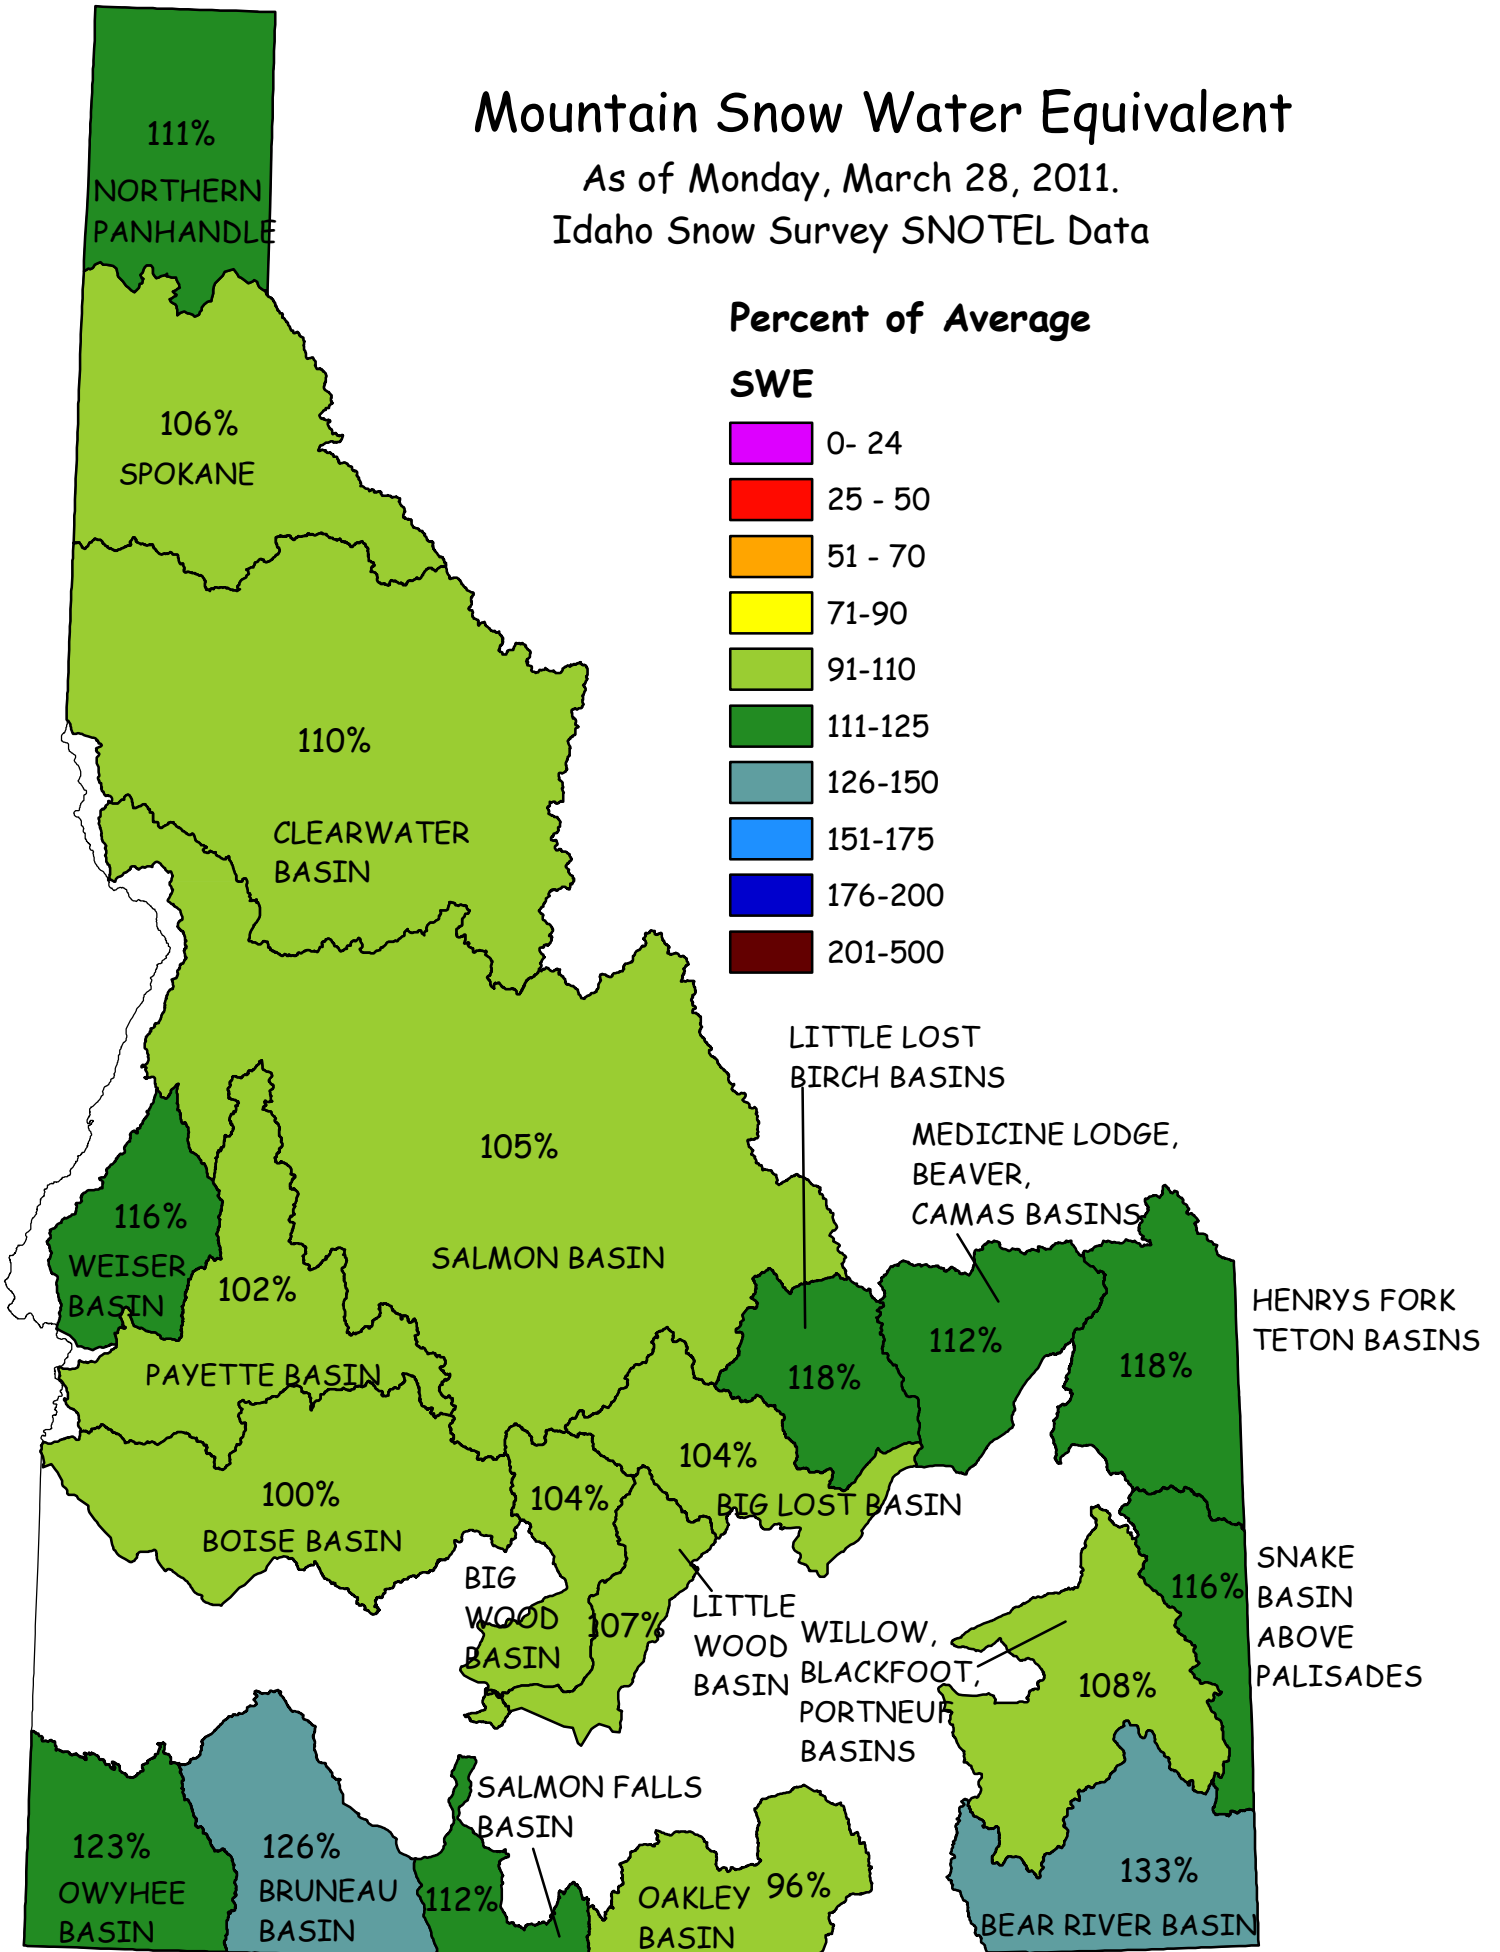 Mountain Snow Water Equivalent
As of Monday, March 28, 2011.
Idaho Snow Survey SNOTEL Data
Percent of Average
SWE
0- 24
25 - 50
51 - 70
71-90
91-110
111-125
126-150
151-175
176-200
201-500
111%
NORTHERN
PANHANDLE
106%
SPOKANE
110%
CLEARWATER
BASIN
105%
SALMON BASIN
LITTLE LOST
BIRCH BASINS
118%
MEDICINE LODGE,
BEAVER,
CAMAS BASINS
112%
HENRYS FORK
TETON BASINS
118%
116%
WEISER
BASIN
102%
PAYETTE BASIN
100%
BOISE BASIN
104%
BIG
WOOD
BASIN
104%
BIG LOST BASIN
107%
LITTLE
WOOD
BASIN
WILLOW,
BLACKFOOT,
PORTNEUF
BASINS
108%
116%
SNAKE
BASIN
ABOVE
PALISADES
123%
OWYHEE
BASIN
126%
BRUNEAU
BASIN
SALMON FALLS
BASIN
112%
OAKLEY
BASIN
96%
133%
BEAR RIVER BASIN